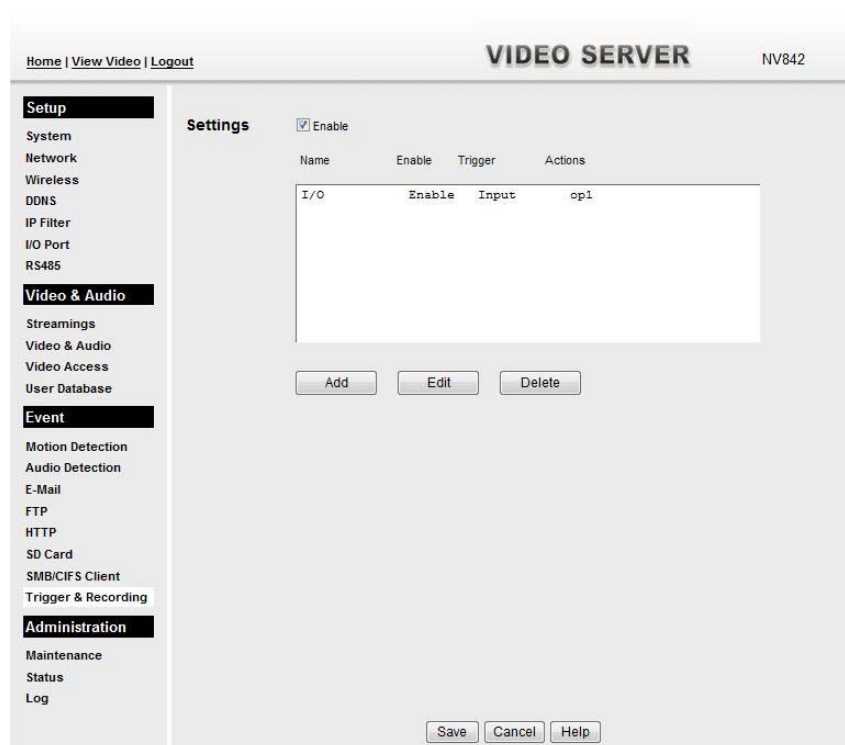 Home | View Video | Logout
VIDEO SERVER
NV842
Setup
System
Network
Wireless
DDNS
IP Filter
I/O Port
RS485
Video & Audio
Streamings
Video & Audio
Video Access
User Database
Event
Motion Detection
Audio Detection
E-Mail
FTP
HTTP
SD Card
SMB/CIFS Client
Trigger & Recording
Administration
Maintenance
Status
Log
Settings
Enable
Name Enable Trigger Actions
I/O Enable Input op1
Add Edit Delete
Save Cancel Help